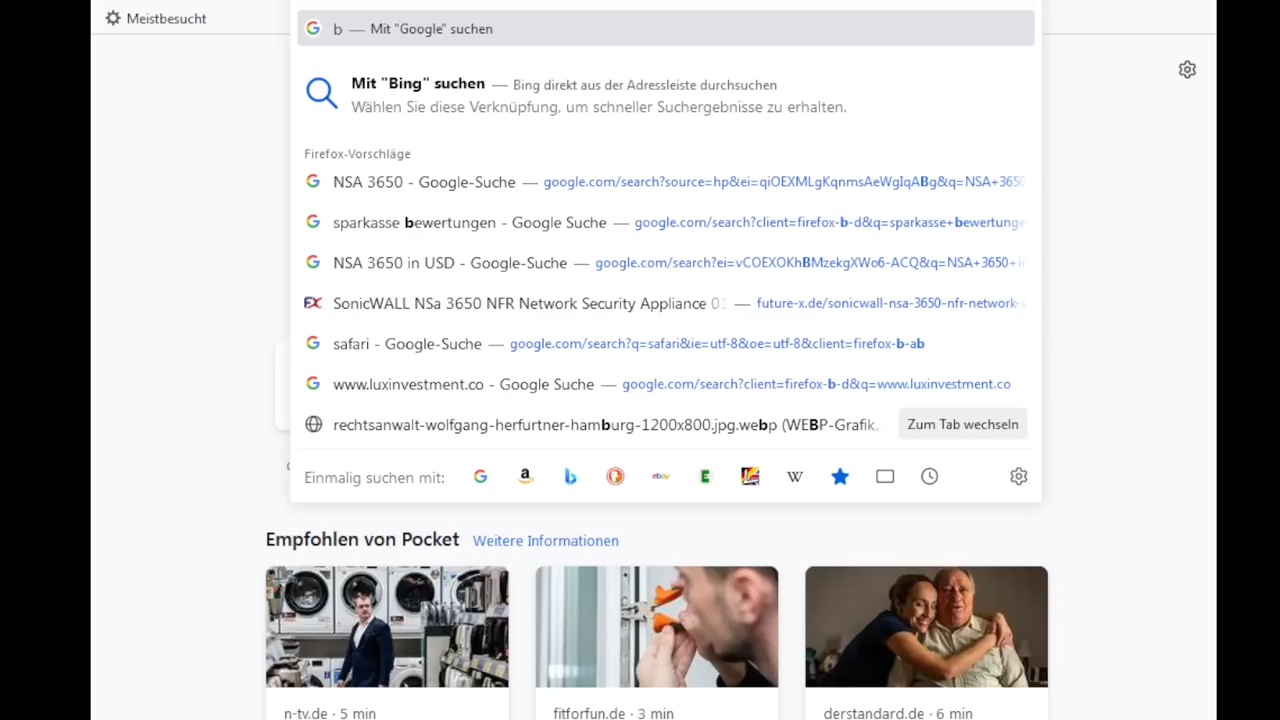 Meistbesucht
b — Mit "Google" suchen
Mit "Bing" suchen — Bing direkt aus der Adressleiste durchsuchen
Wählen Sie diese Verknüpfung, um schneller Suchergebnisse zu erhalten.
Firefox-Vorschläge
NSA 3650 - Google-Suche — google.com/search?source=hp&ei=qiOEXMLgKqnmsAeWgIqABg&q=NSA+3650
sparkasse bewertungen - Google Suche — google.com/search?client=firefox-b-d&q=sparkasse+bewertunge
NSA 3650 in USD - Google-Suche — google.com/search?ei=vCOEXOKhBMzekgXWo6-ACQ&q=NSA+3650+in
SonicWALL NSa 3650 NFR Network Security Appliance 01 — future-x.de/sonicwall-nsa-3650-nfr-network-s
safari - Google-Suche — google.com/search?q=safari&ie=utf-8&oe=utf-8&client=firefox-b-ab
www.luxinvestment.co - Google Suche — google.com/search?client=firefox-b-d&q=www.luxinvestment.co
rechtsanwalt-wolfgang-herfurtner-hamburg-1200x800.jpg.webp (WEBP-Grafik, Zum Tab wechseln
Einmalig suchen mit:
Empfohlen von Pocket Weitere Informationen
n-tv.de · 5 min fitforfun.de · 3 min derstandard.de · 6 min